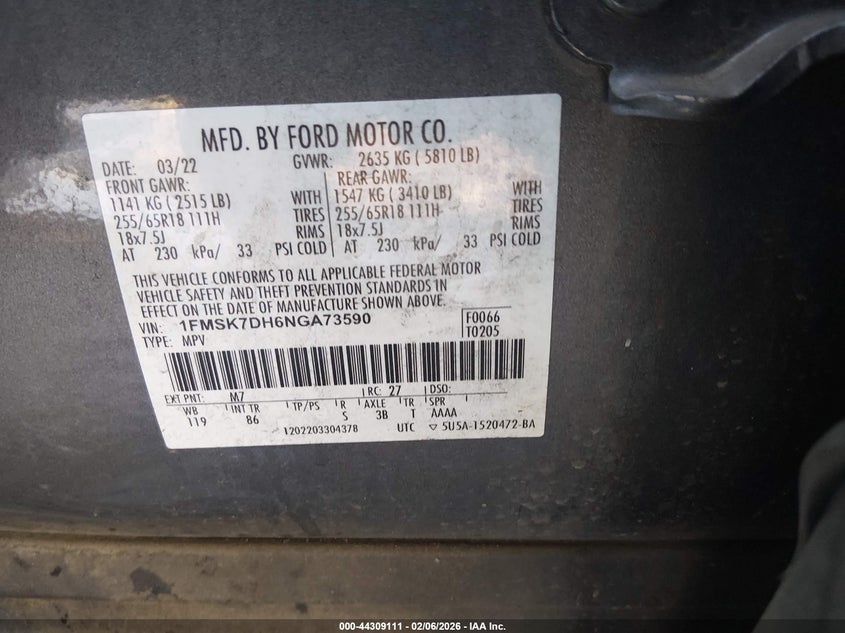 MFD. BY FORD MOTOR CO.
DATE: 03/22 GVWR: 2635 KG ( 5810 LB)
FRONT GAWR: REAR GAWR:
1141 KG ( 2515 LB) WITH 1547 KG ( 3410 LB) WITH
255/65R18 111H TIRES 255/65R18 111H TIRES
18x7.5J RIMS 18x7.5J RIMS
AT 230 kPa/ 33 PSI COLD AT 230 kPa/ 33 PSI COLD
THIS VEHICLE CONFORMS TO ALL APPLICABLE FEDERAL MOTOR
VEHICLE SAFETY AND THEFT PREVENTION STANDARDS IN
EFFECT ON THE DATE OF MANUFACTURE SHOWN ABOVE.
VIN: 1FMSK7DH6NGA73590 F0066
TYPE: MPV T0205
EXT PNT: M7 RC: 27 DSO:
WB INT TR TP/PS R AXLE TR SPR
119 86 S 3B T AAAA
1202203304378 UTC ▽ 5U5A-1520472-BA
000-44309111 — 02/06/2026 — IAA Inc.